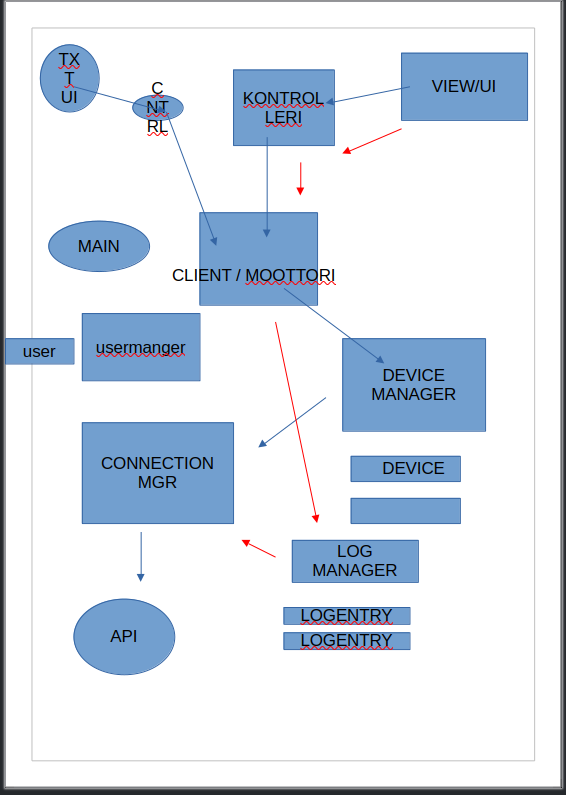 TX
T
UI
C
NT
RL
KONTROL
LERI
VIEW/UI
MAIN
CLIENT / MOOTTORI
user
usermanger
DEVICE
MANAGER
CONNECTION
MGR
DEVICE
LOG
MANAGER
LOGENTRY
LOGENTRY
API